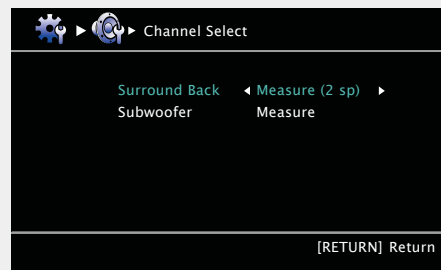 Channel Select
Surround Back Measure (2 sp)
Subwoofer Measure
[RETURN] Return